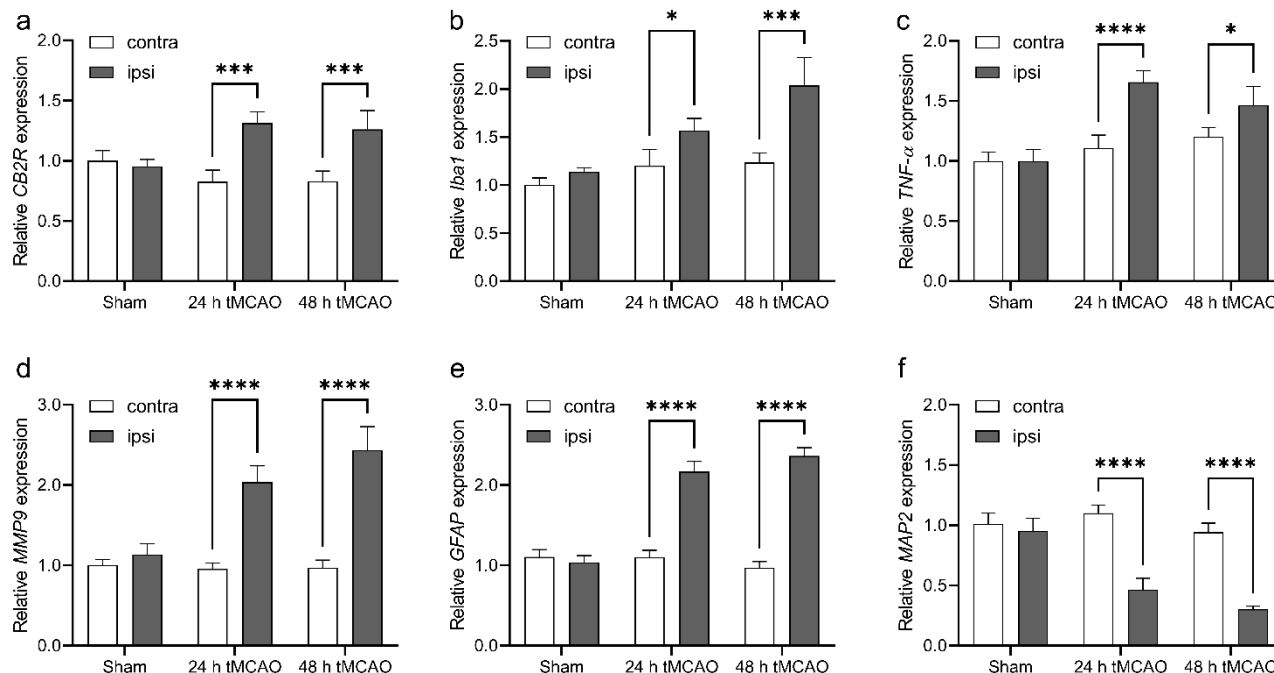 a
contra
ipsi
*** ***
Relative CB2R expression
2.0
1.5
1.0
0.5
0.0
Sham 24 h tMCAO 48 h tMCAO
b
contra
ipsi
* ***
Relative Iba1 expression
2.5
2.0
1.5
1.0
0.5
0.0
Sham 24 h tMCAO 48 h tMCAO
c
contra
ipsi
**** *
Relative TNF-α expression
2.0
1.5
1.0
0.5
0.0
Sham 24 h tMCAO 48 h tMCAO
d
contra
ipsi
**** ****
Relative MMP9 expression
3.0
2.0
1.0
0.0
Sham 24 h tMCAO 48 h tMCAO
e
contra
ipsi
**** ****
Relative GFAP expression
3.0
2.0
1.0
0.0
Sham 24 h tMCAO 48 h tMCAO
f
contra
ipsi
**** ****
Relative MAP2 expression
2.0
1.5
1.0
0.5
0.0
Sham 24 h tMCAO 48 h tMCAO